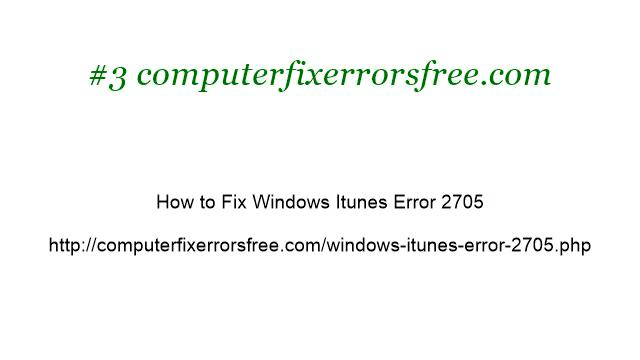 #3 computerfixerrorsfree.com
How to Fix Windows Itunes Error 2705
http://computerfixerrorsfree.com/windows-itunes-error-2705.php